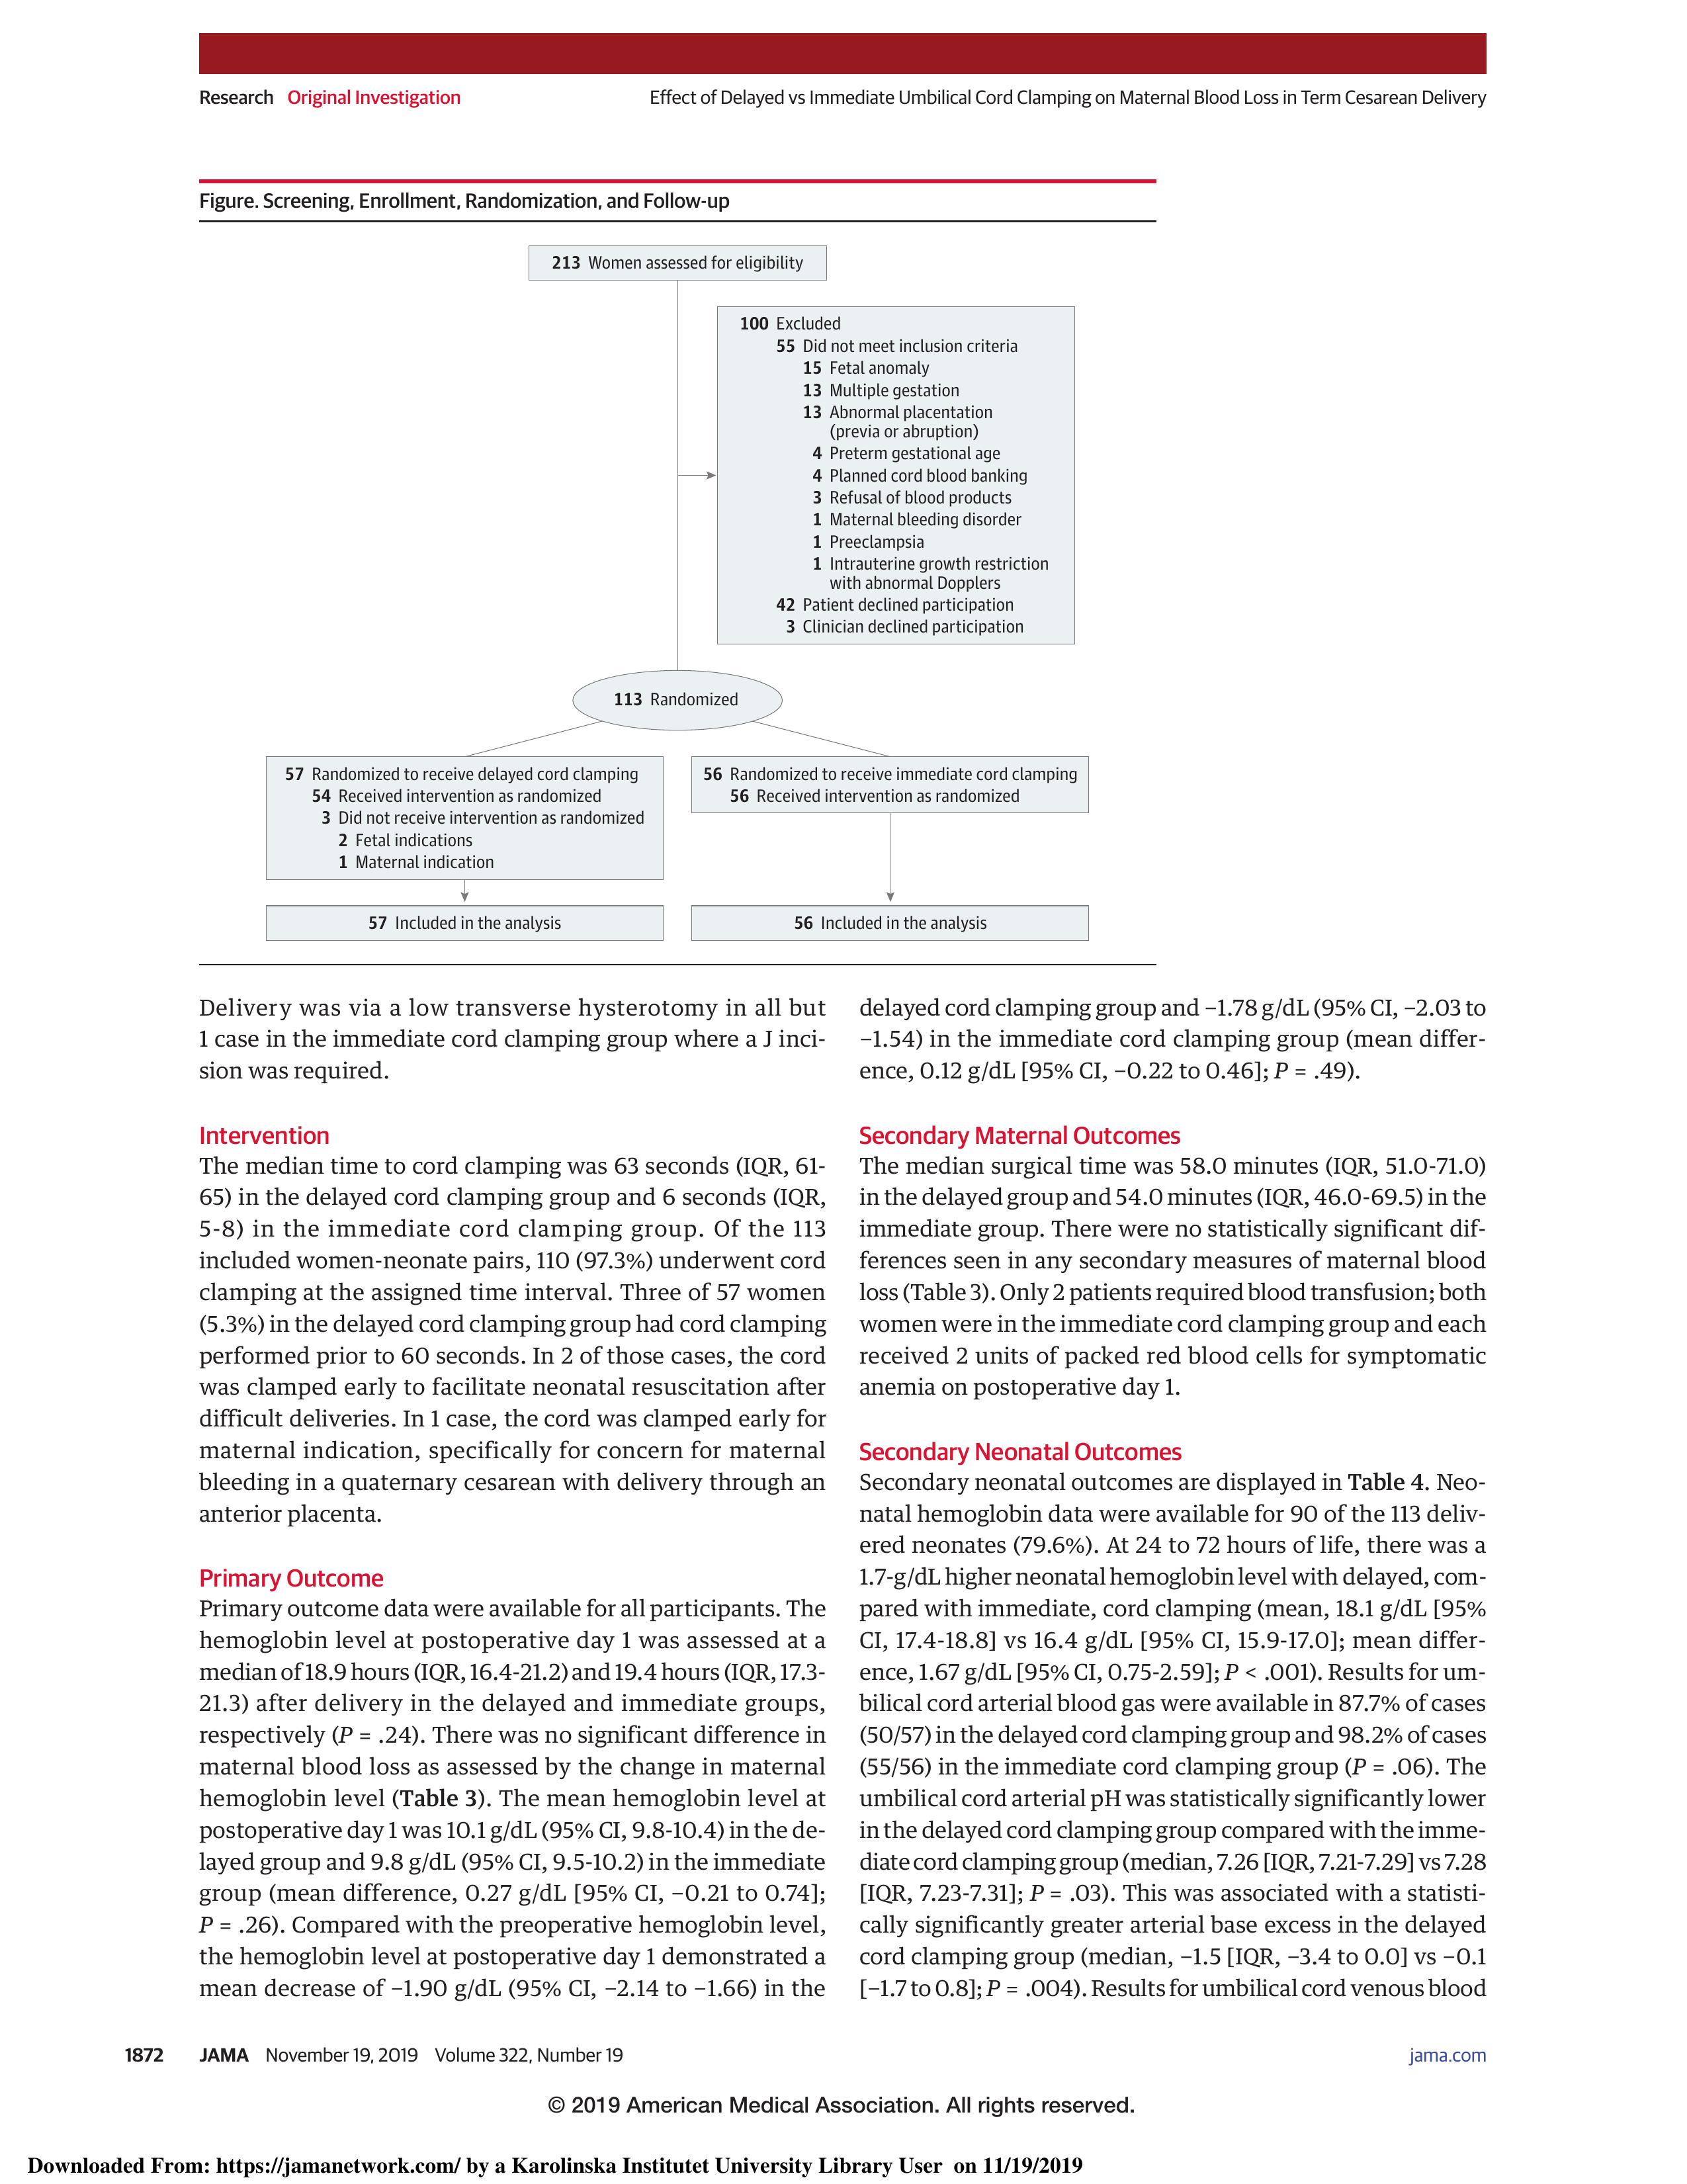 Research Original Investigation
Effect of Delayed vs Immediate Umbilical Cord Clamping on Maternal Blood Loss in Term Cesarean Delivery
Figure. Screening, Enrollment, Randomization, and Follow-up
213 Women assessed for eligibility
100 Excluded
55 Did not meet inclusion criteria
15 Fetal anomaly
13 Multiple gestation
13 Abnormal placentation
(previa or abruption)
4 Preterm gestational age
4 Planned cord blood banking
3 Refusal of blood products
1 Maternal bleeding disorder
1 Preeclampsia
1 Intrauterine growth restriction
with abnormal Dopplers
42 Patient declined participation
3 Clinician declined participation
113 Randomized
57 Randomized to receive delayed cord clamping
54 Received intervention as randomized
3 Did not receive intervention as randomized
2 Fetal indications
1 Maternal indication
56 Randomized to receive immediate cord clamping
56 Received intervention as randomized
57 Included in the analysis
56 Included in the analysis
Delivery was via a low transverse hysterotomy in all but
1 case in the immediate cord clamping group where a J inci-
sion was required.
Intervention
The median time to cord clamping was 63 seconds (IQR, 61-
65) in the delayed cord clamping group and 6 seconds (IQR,
5-8) in the immediate cord clamping group. Of the 113
included women-neonate pairs, 110 (97.3%) underwent cord
clamping at the assigned time interval. Three of 57 women
(5.3%) in the delayed cord clamping group had cord clamping
performed prior to 60 seconds. In 2 of those cases, the cord
was clamped early to facilitate neonatal resuscitation after
difficult deliveries. In 1 case, the cord was clamped early for
maternal indication, specifically for concern for maternal
bleeding in a quaternary cesarean with delivery through an
anterior placenta.
Primary Outcome
Primary outcome data were available for all participants. The
hemoglobin level at postoperative day 1 was assessed at a
median of 18.9 hours (IQR, 16.4-21.2) and 19.4 hours (IQR, 17.3-
21.3) after delivery in the delayed and immediate groups,
respectively (P = .24). There was no significant difference in
maternal blood loss as assessed by the change in maternal
hemoglobin level (Table 3). The mean hemoglobin level at
postoperative day 1 was 10.1 g/dL (95% CI, 9.8-10.4) in the de-
layed group and 9.8 g/dL (95% CI, 9.5-10.2) in the immediate
group (mean difference, 0.27 g/dL [95% CI, −0.21 to 0.74];
P = .26). Compared with the preoperative hemoglobin level,
the hemoglobin level at postoperative day 1 demonstrated a
mean decrease of −1.90 g/dL (95% CI, −2.14 to −1.66) in the
delayed cord clamping group and −1.78 g/dL (95% CI, −2.03 to
−1.54) in the immediate cord clamping group (mean differ-
ence, 0.12 g/dL [95% CI, −0.22 to 0.46]; P = .49).
Secondary Maternal Outcomes
The median surgical time was 58.0 minutes (IQR, 51.0-71.0)
in the delayed group and 54.0 minutes (IQR, 46.0-69.5) in the
immediate group. There were no statistically significant dif-
ferences seen in any secondary measures of maternal blood
loss (Table 3). Only 2 patients required blood transfusion; both
women were in the immediate cord clamping group and each
received 2 units of packed red blood cells for symptomatic
anemia on postoperative day 1.
Secondary Neonatal Outcomes
Secondary neonatal outcomes are displayed in Table 4. Neo-
natal hemoglobin data were available for 90 of the 113 deliv-
ered neonates (79.6%). At 24 to 72 hours of life, there was a
1.7-g/dL higher neonatal hemoglobin level with delayed, com-
pared with immediate, cord clamping (mean, 18.1 g/dL [95%
CI, 17.4-18.8] vs 16.4 g/dL [95% CI, 15.9-17.0]; mean differ-
ence, 1.67 g/dL [95% CI, 0.75-2.59]; P < .001). Results for um-
bilical cord arterial blood gas were available in 87.7% of cases
(50/57) in the delayed cord clamping group and 98.2% of cases
(55/56) in the immediate cord clamping group (P = .06). The
umbilical cord arterial pH was statistically significantly lower
in the delayed cord clamping group compared with the imme-
diate cord clamping group (median, 7.26 [IQR, 7.21-7.29] vs 7.28
[IQR, 7.23-7.31]; P = .03). This was associated with a statisti-
cally significantly greater arterial base excess in the delayed
cord clamping group (median, −1.5 [IQR, −3.4 to 0.0] vs −0.1
[−1.7 to 0.8]; P = .004). Results for umbilical cord venous blood
1872 JAMA November 19, 2019 Volume 322, Number 19
jama.com
© 2019 American Medical Association. All rights reserved.
Downloaded From: https://jamanetwork.com/ by a Karolinska Institutet University Library User on 11/19/2019